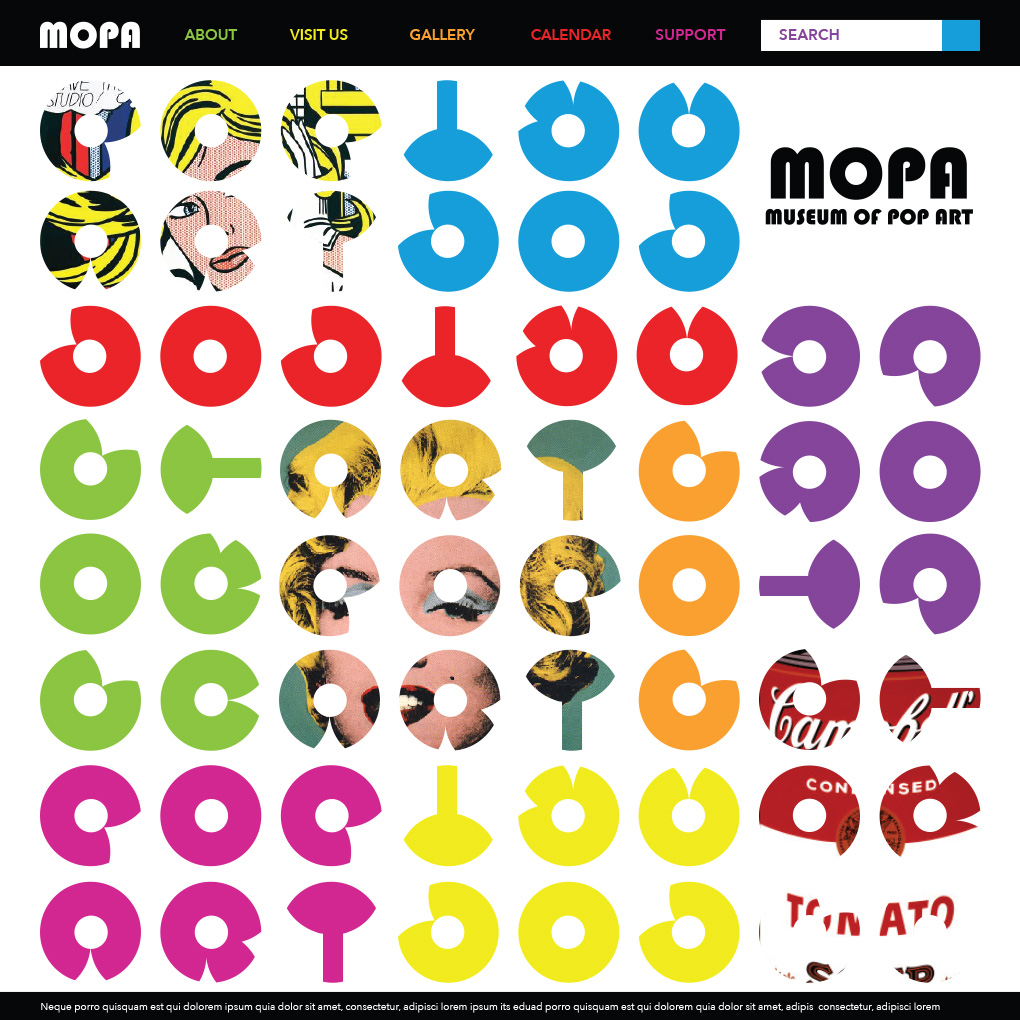 MOPA
ABOUT
VISIT US
GALLERY
CALENDAR
SUPPORT
SEARCH
STUDIO
MOPA
MUSEUM OF POP ART
Neque porro quisquam est qui dolorem ipsum quia dolor sit amet, consectetur, adipisci lorem ipsum its eduad porro quisquam est qui dolorem quia dolor sit amet, adipis consectetur, adipisci lorem